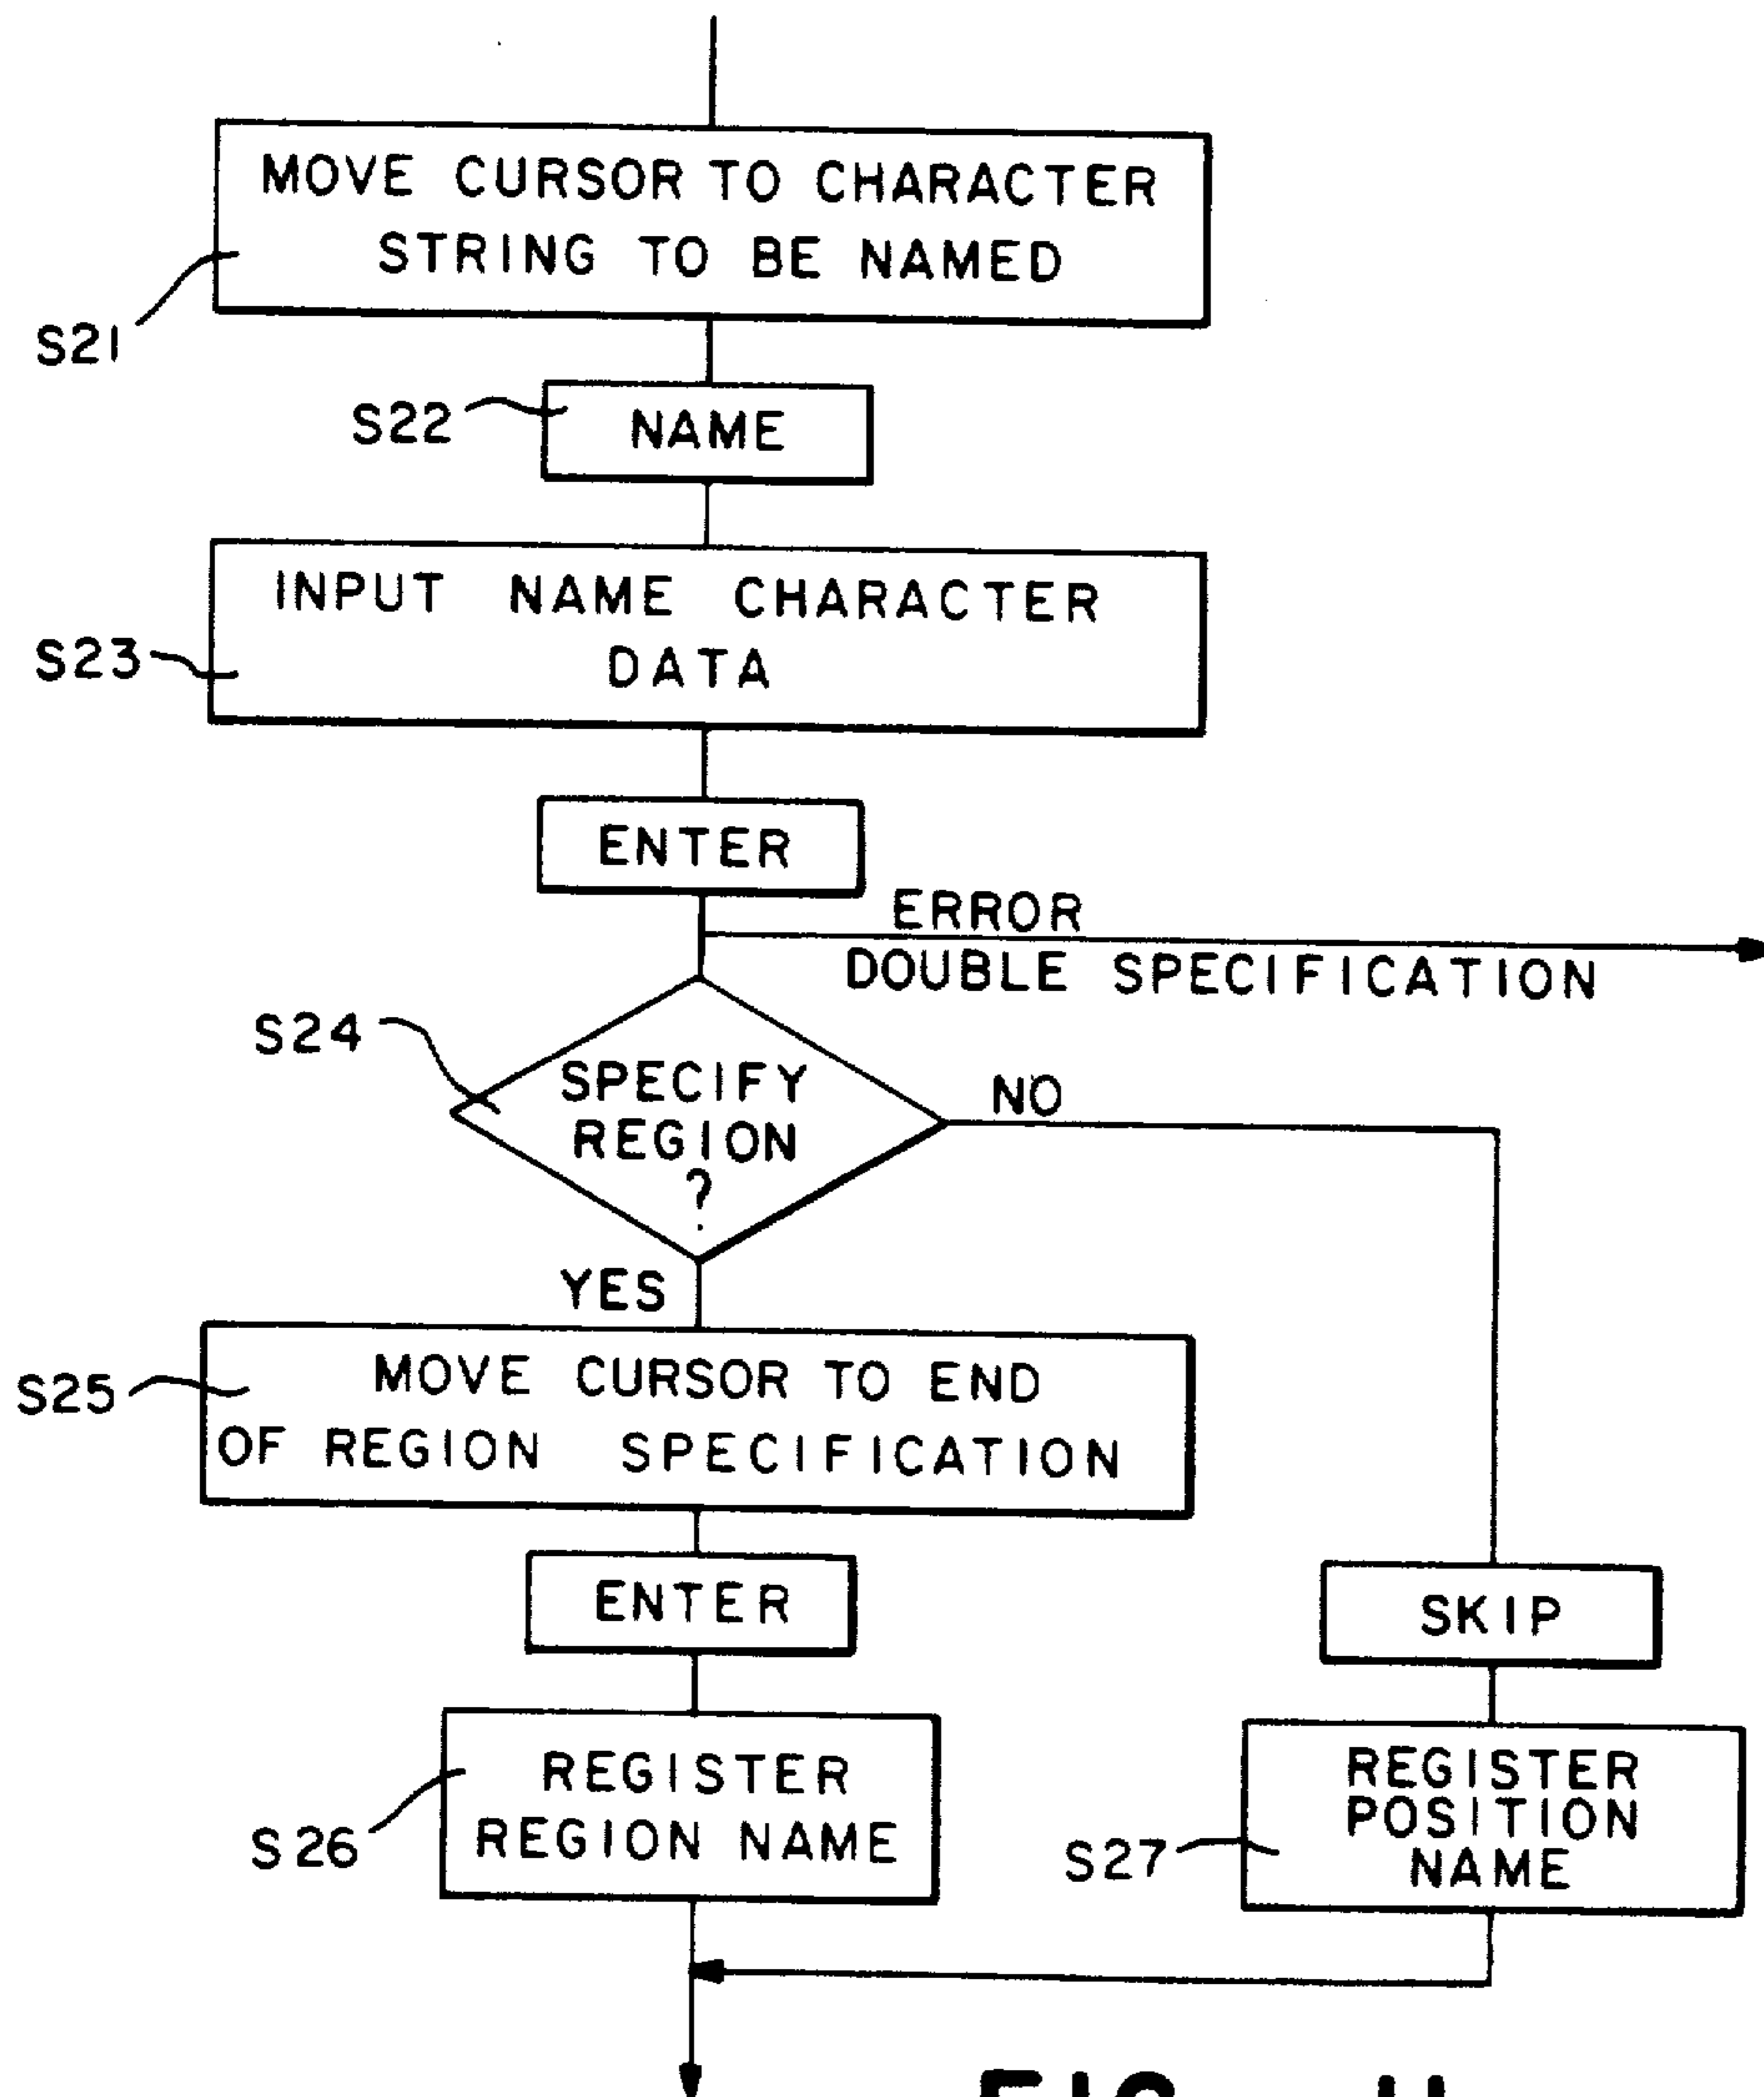 MOVE CURSOR TO CHARACTER
STRING TO BE NAMED
S21
S22
NAME
INPUT NAME CHARACTER
DATA
S23
ENTER
ERROR
DOUBLE SPECIFICATION
S24
SPECIFY
REGION
?
NO
YES
S25
MOVE CURSOR TO END
OF REGION SPECIFICATION
ENTER
SKIP
REGISTER
REGION NAME
S26
REGISTER
POSITION
NAME
S27